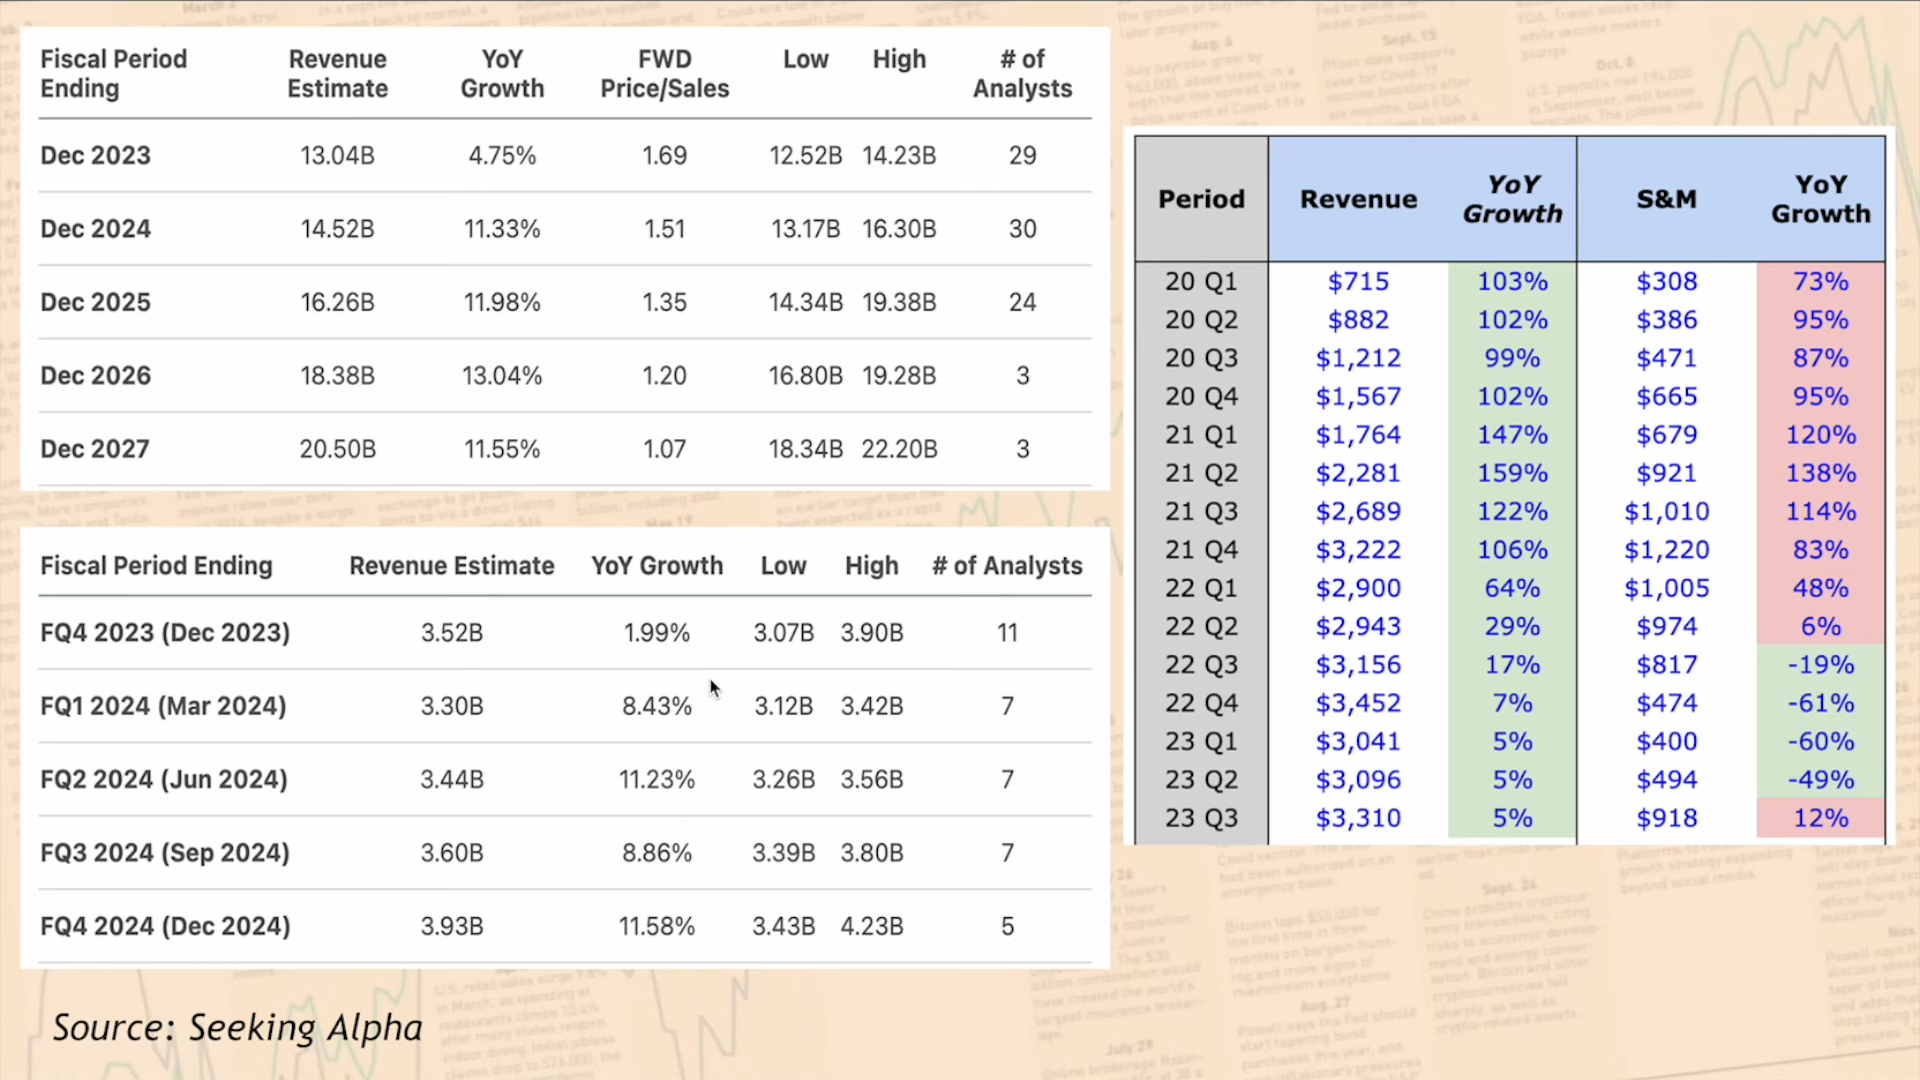 Fiscal Period Ending Revenue Estimate YoY Growth FWD Price/Sales Low High # of Analysts
Dec 2023 13.04B 4.75% 1.69 12.52B 14.23B 29
Dec 2024 14.52B 11.33% 1.51 13.17B 16.30B 30
Dec 2025 16.26B 11.98% 1.35 14.34B 19.38B 24
Dec 2026 18.38B 13.04% 1.20 16.80B 19.28B 3
Dec 2027 20.50B 11.55% 1.07 18.34B 22.20B 3
Fiscal Period Ending Revenue Estimate YoY Growth Low High # of Analysts
FQ4 2023 (Dec 2023) 3.52B 1.99% 3.07B 3.90B 11
FQ1 2024 (Mar 2024) 3.30B 8.43% 3.12B 3.42B 7
FQ2 2024 (Jun 2024) 3.44B 11.23% 3.26B 3.56B 7
FQ3 2024 (Sep 2024) 3.60B 8.86% 3.39B 3.80B 7
FQ4 2024 (Dec 2024) 3.93B 11.58% 3.43B 4.23B 5
Source: Seeking Alpha
Period Revenue YoY Growth S&M YoY Growth
20 Q1 $715 103% $308 73%
20 Q2 $882 102% $386 95%
20 Q3 $1,212 99% $471 87%
20 Q4 $1,567 102% $665 95%
21 Q1 $1,764 147% $679 120%
21 Q2 $2,281 159% $921 138%
21 Q3 $2,689 122% $1,010 114%
21 Q4 $3,222 106% $1,220 83%
22 Q1 $2,900 64% $1,005 48%
22 Q2 $2,943 29% $974 6%
22 Q3 $3,156 17% $817 -19%
22 Q4 $3,452 7% $474 -61%
23 Q1 $3,041 5% $400 -60%
23 Q2 $3,096 5% $494 -49%
23 Q3 $3,310 5% $918 12%